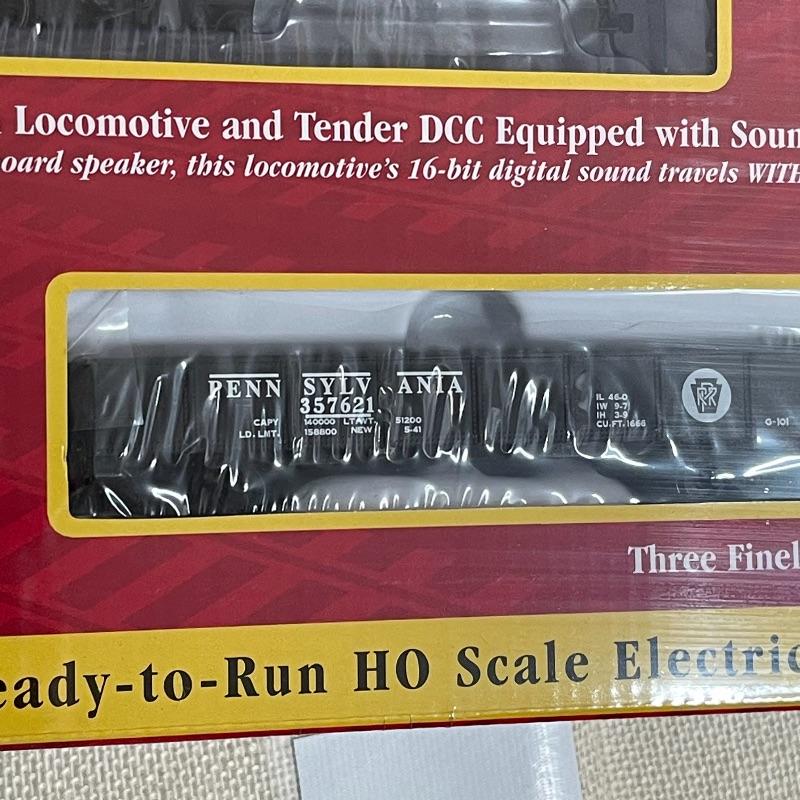 Locomotive and Tender DCC Equipped with Soun
oard speaker, this locomotive's 16-bit digital sound travels WITH
PENN SYLV ANIA
357621
CAPY 140000 LT.WT. 51200
LD. LMT. 158800 NEW 5-41
IL 46-0
IW 9-7
IH 3-9
CU.FT. 1666
PRR
G-101
Three Finel
eady-to-Run HO Scale Electric